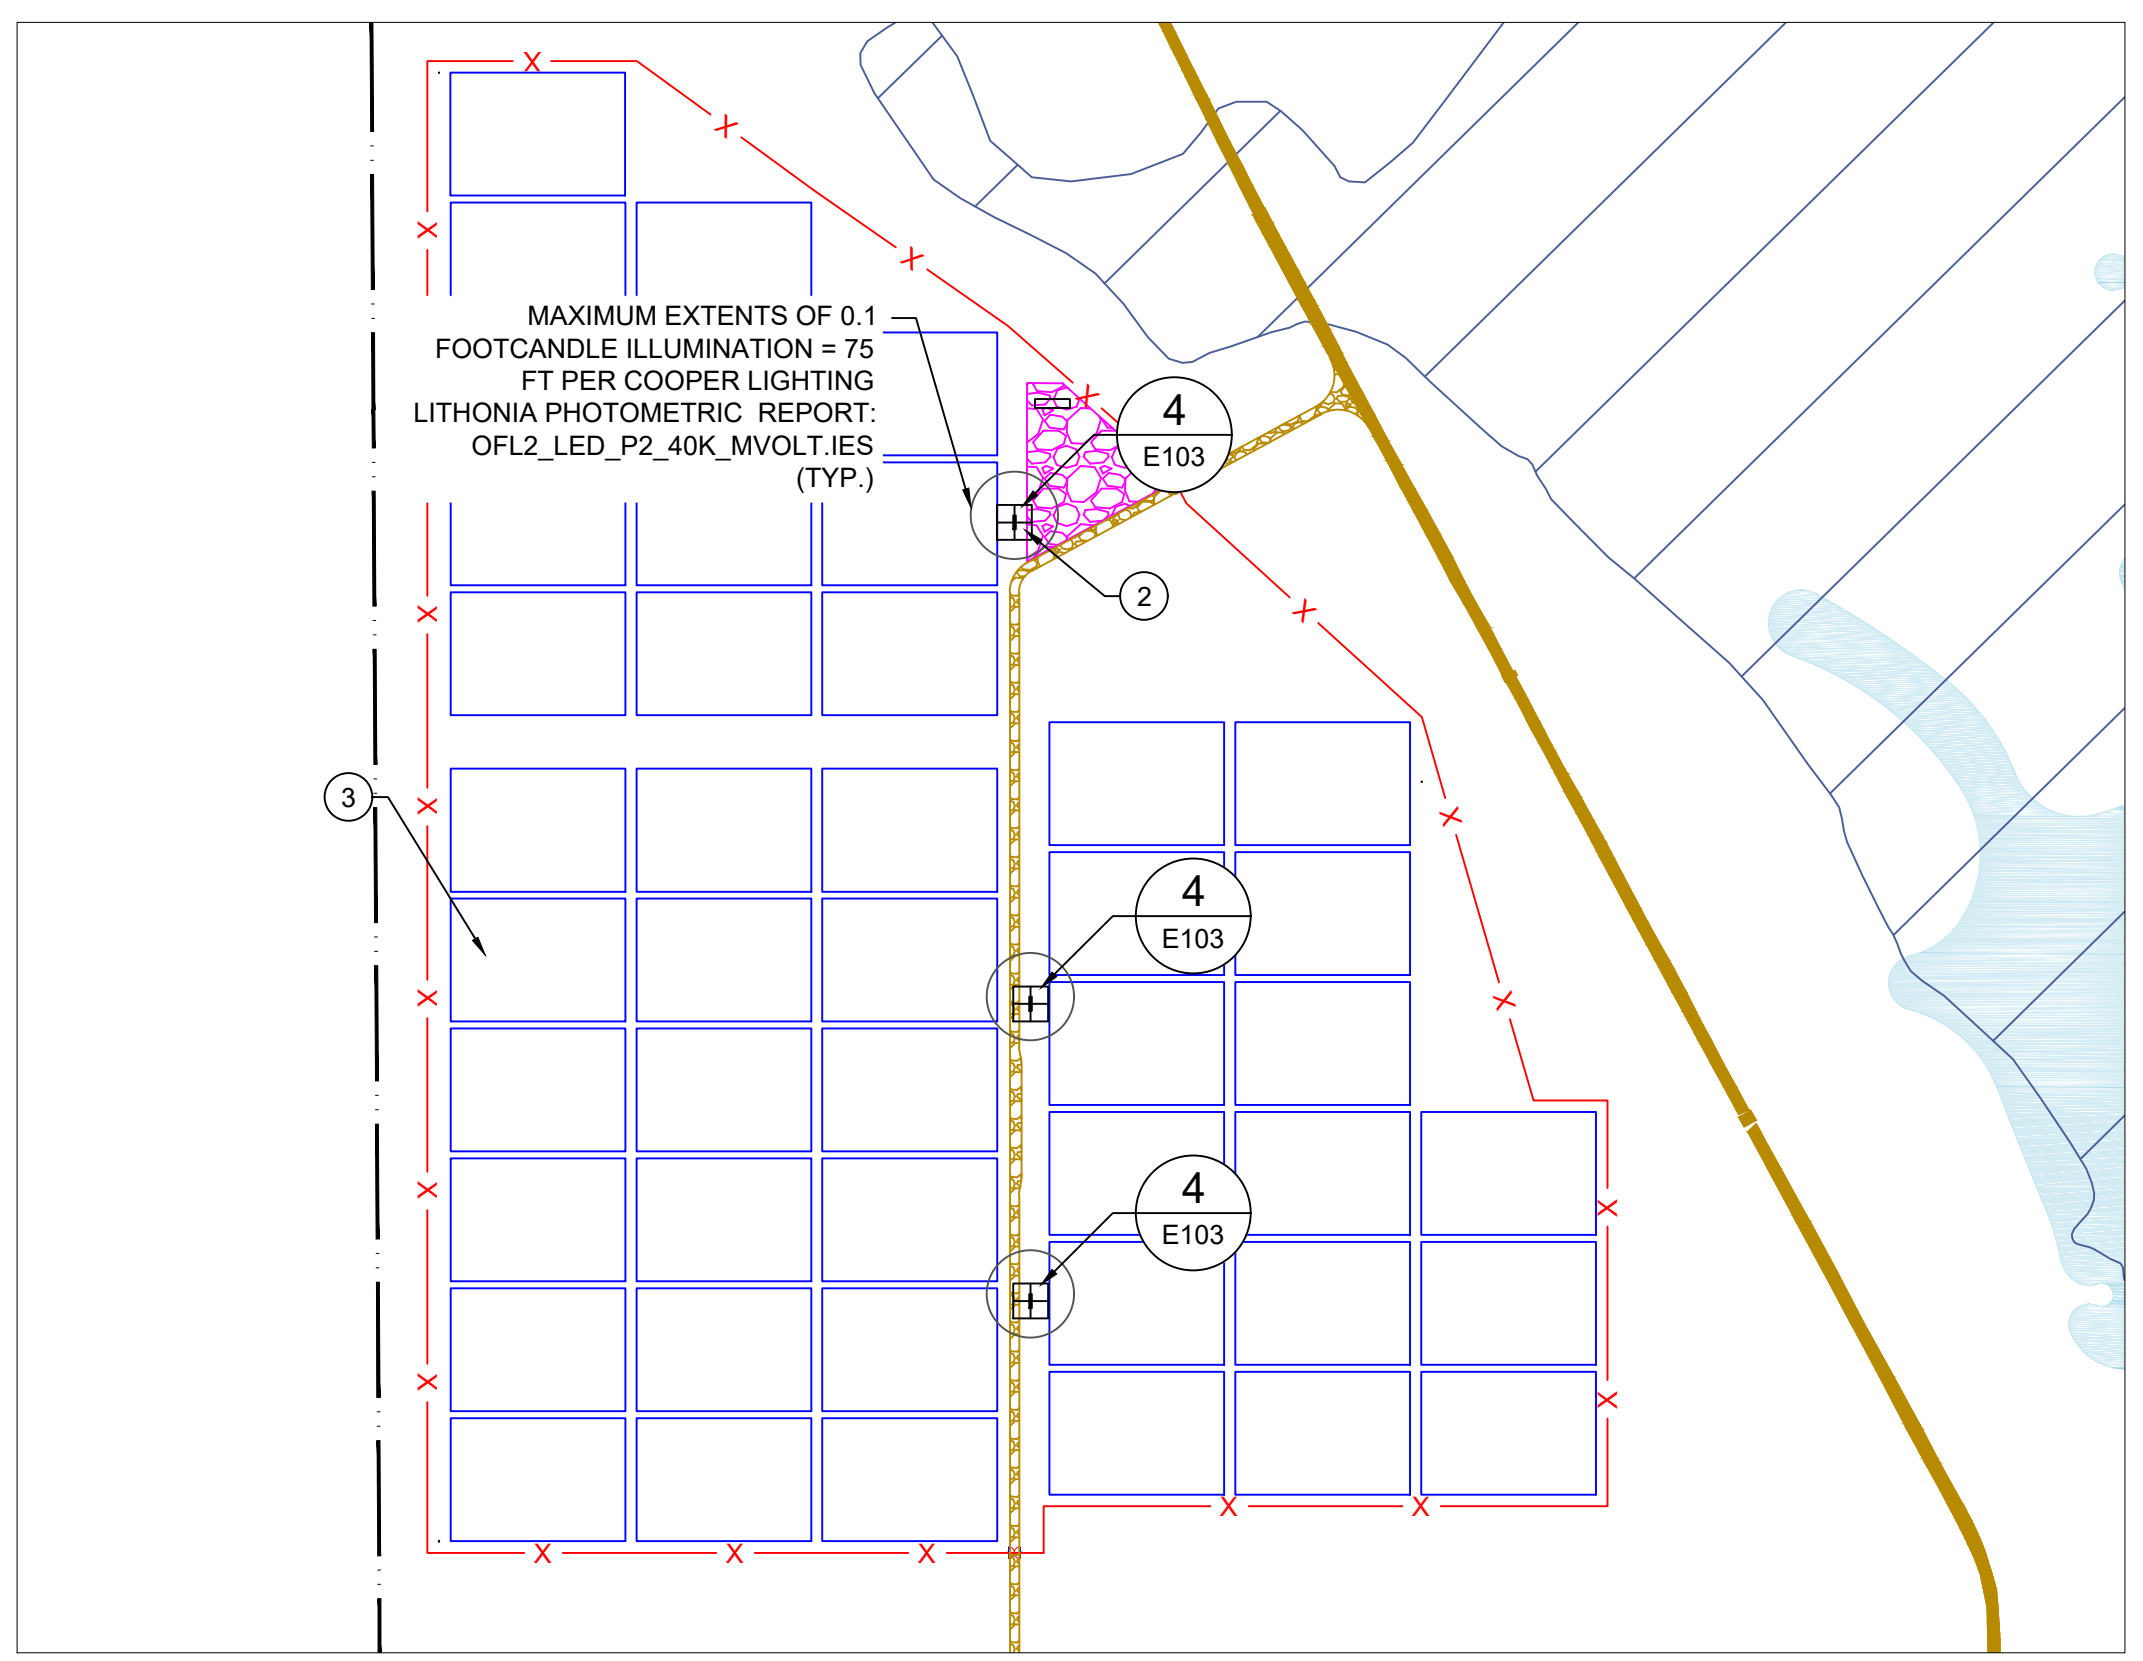 MAXIMUM EXTENTS OF 0.1
FOOTCANDLE ILLUMINATION = 75
FT PER COOPER LIGHTING
LITHONIA PHOTOMETRIC REPORT:
OFL2_LED_P2_40K_MVOLT.IES
(TYP.)
4
E103
2
3
4
E103
4
E103